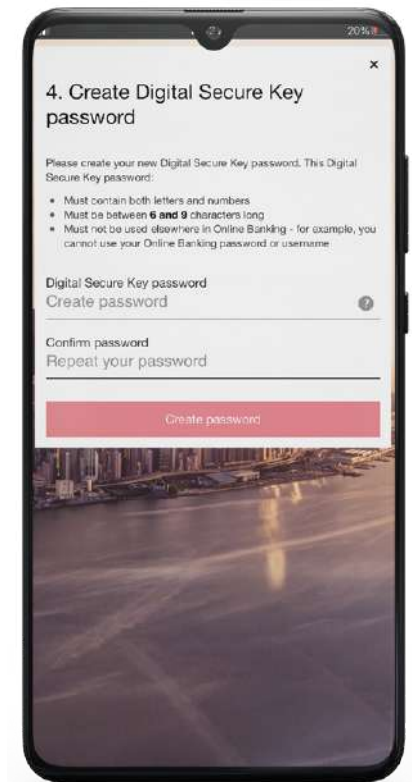 20%
×
4. Create Digital Secure Key
password
Please create your new Digital Secure Key password. This Digital
Secure Key password:
• Must contain both letters and numbers
• Must be between 6 and 9 characters long
• Must not be used elsewhere in Online Banking - for example, you
cannot use your Online Banking password or username
Digital Secure Key password
Create password
?
Confirm password
Repeat your password
Create password